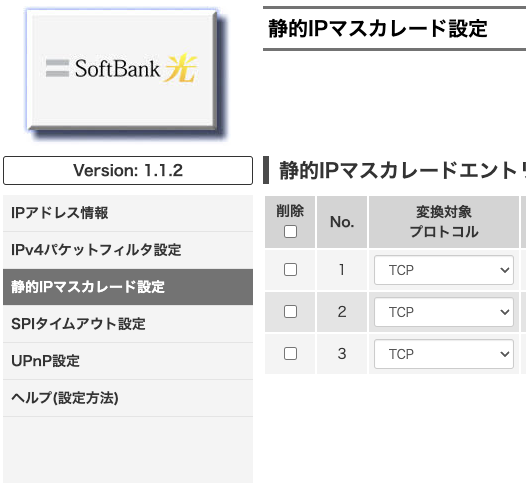 SoftBank 光
静的IPマスカレード設定
Version: 1.1.2
IPアドレス情報
IPv4パケットフィルタ設定
静的IPマスカレード設定
SPIタイムアウト設定
UPnP設定
ヘルプ(設定方法)
静的IPマスカレードエントリ
削除 No. 変換対象
プロトコル
1 TCP
2 TCP
3 TCP